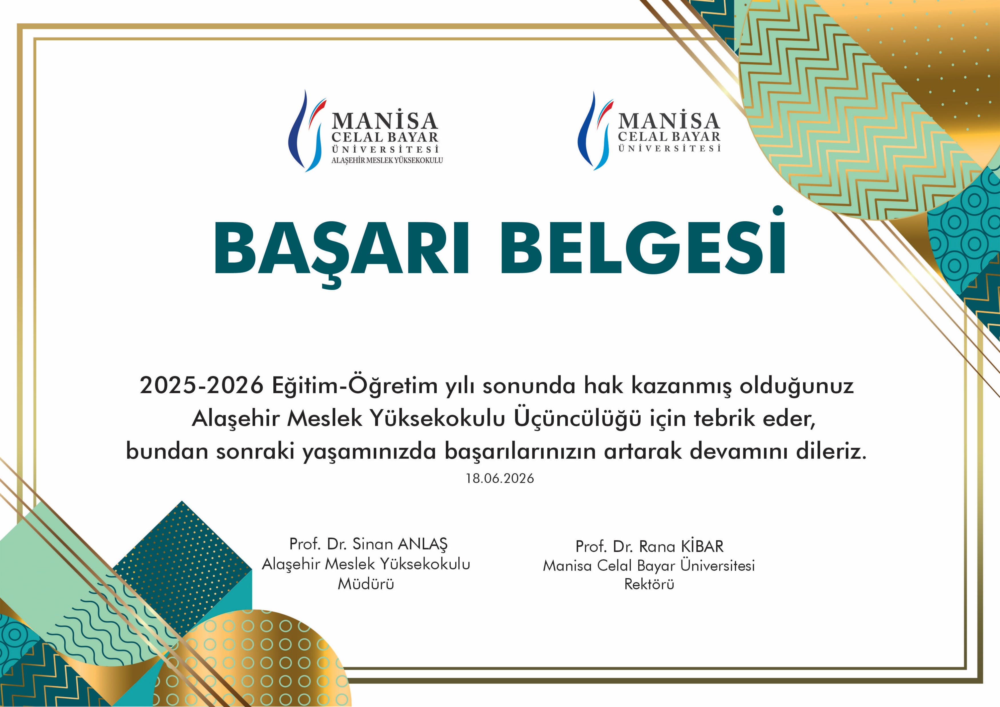 MANİSA
CELAL BAYAR
ÜNİVERSİTESİ
ALAŞEHİR MESLEK YÜKSEKOKULU
MANİSA
CELAL BAYAR
ÜNİVERSİTESİ
BAŞARI BELGESİ
2025-2026 Eğitim-Öğretim yılı sonunda hak kazanmış olduğunuz
Alaşehir Meslek Yüksekokulu Üçüncülüğü için tebrik eder,
bundan sonraki yaşamınızda başarılarınızın artarak devamını dileriz.
18.06.2026
Prof. Dr. Sinan ANLAŞ
Alaşehir Meslek Yüksekokulu
Müdürü
Prof. Dr. Rana KİBAR
Manisa Celal Bayar Üniversitesi
Rektörü